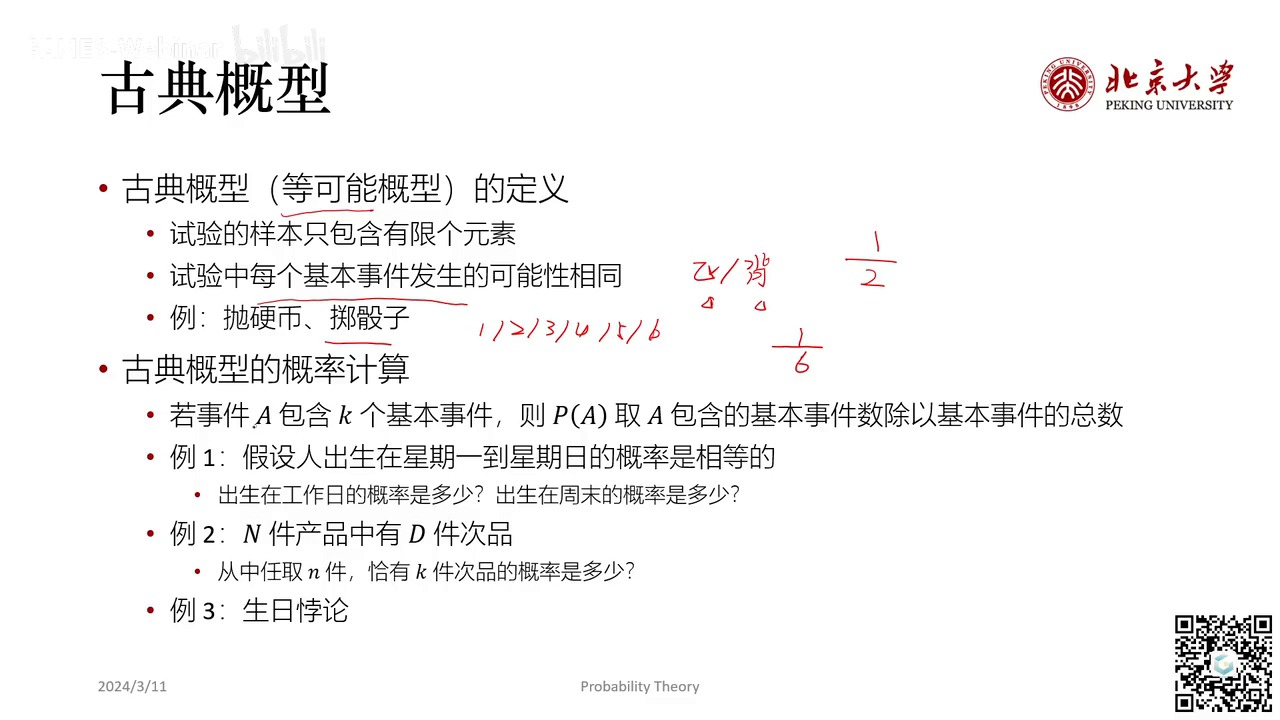 bilibili
古典概型
北京大学
PEKING UNIVERSITY
• 古典概型（等可能概型）的定义
• 试验的样本只包含有限个元素
• 试验中每个基本事件发生的可能性相同
正/背
1/2
• 例：抛硬币、掷骰子
1/2/3/4/5/6
1/6
• 古典概型的概率计算
• 若事件 A 包含 k 个基本事件，则 P(A) 取 A 包含的基本事件数除以基本事件的总数
• 例 1：假设人出生在星期一到星期日的概率是相等的
• 出生在工作日的概率是多少？出生在周末的概率是多少？
• 例 2：N 件产品中有 D 件次品
• 从中任取 n 件，恰有 k 件次品的概率是多少？
• 例 3：生日悖论
2024/3/11
Probability Theory